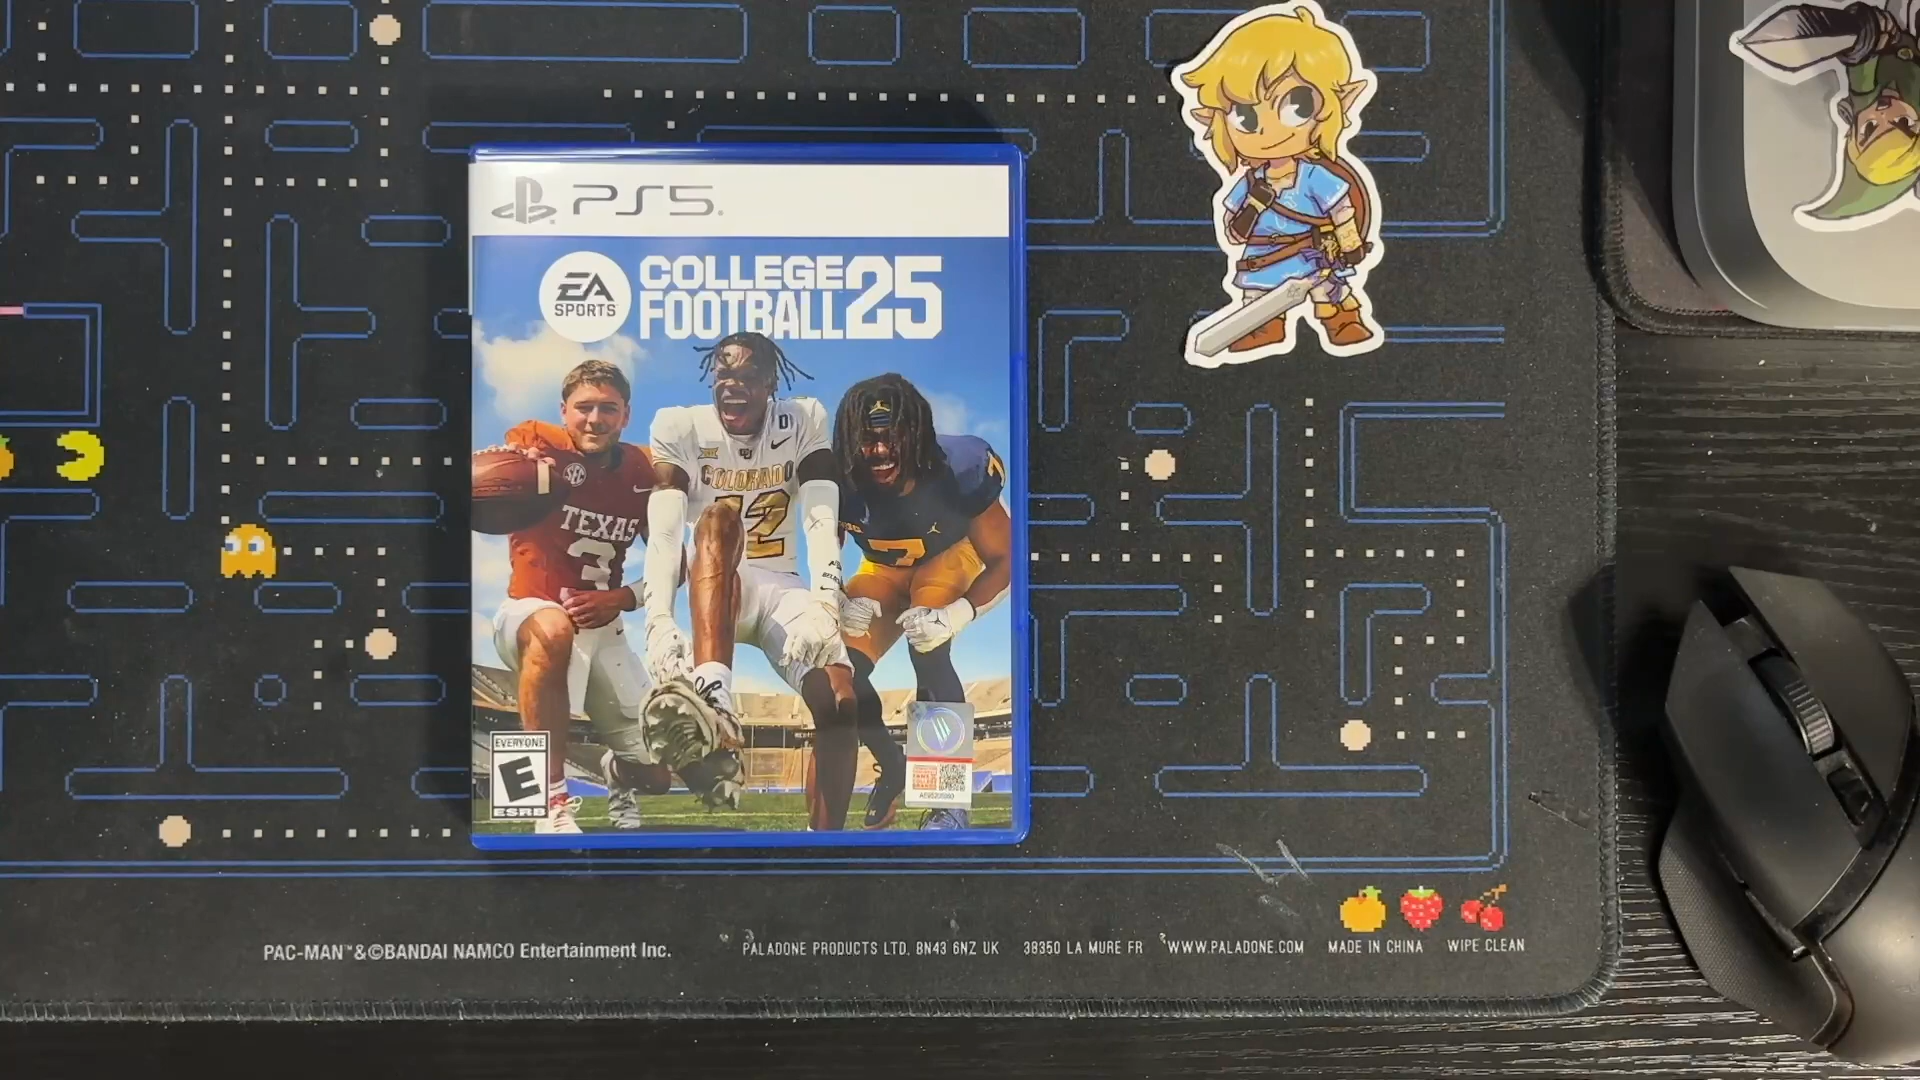 PS5
EA
SPORTS
COLLEGE
FOOTBALL 25
SEC
TEXAS
3
COLORADO
12
7
EVERYONE
E
ESRB
PAC-MAN™&©BANDAI NAMCO Entertainment Inc.
PALADONE PRODUCTS LTD, BN43 6NZ UK 38350 LA MURE FR WWW.PALADONE.COM MADE IN CHINA WIPE CLEAN